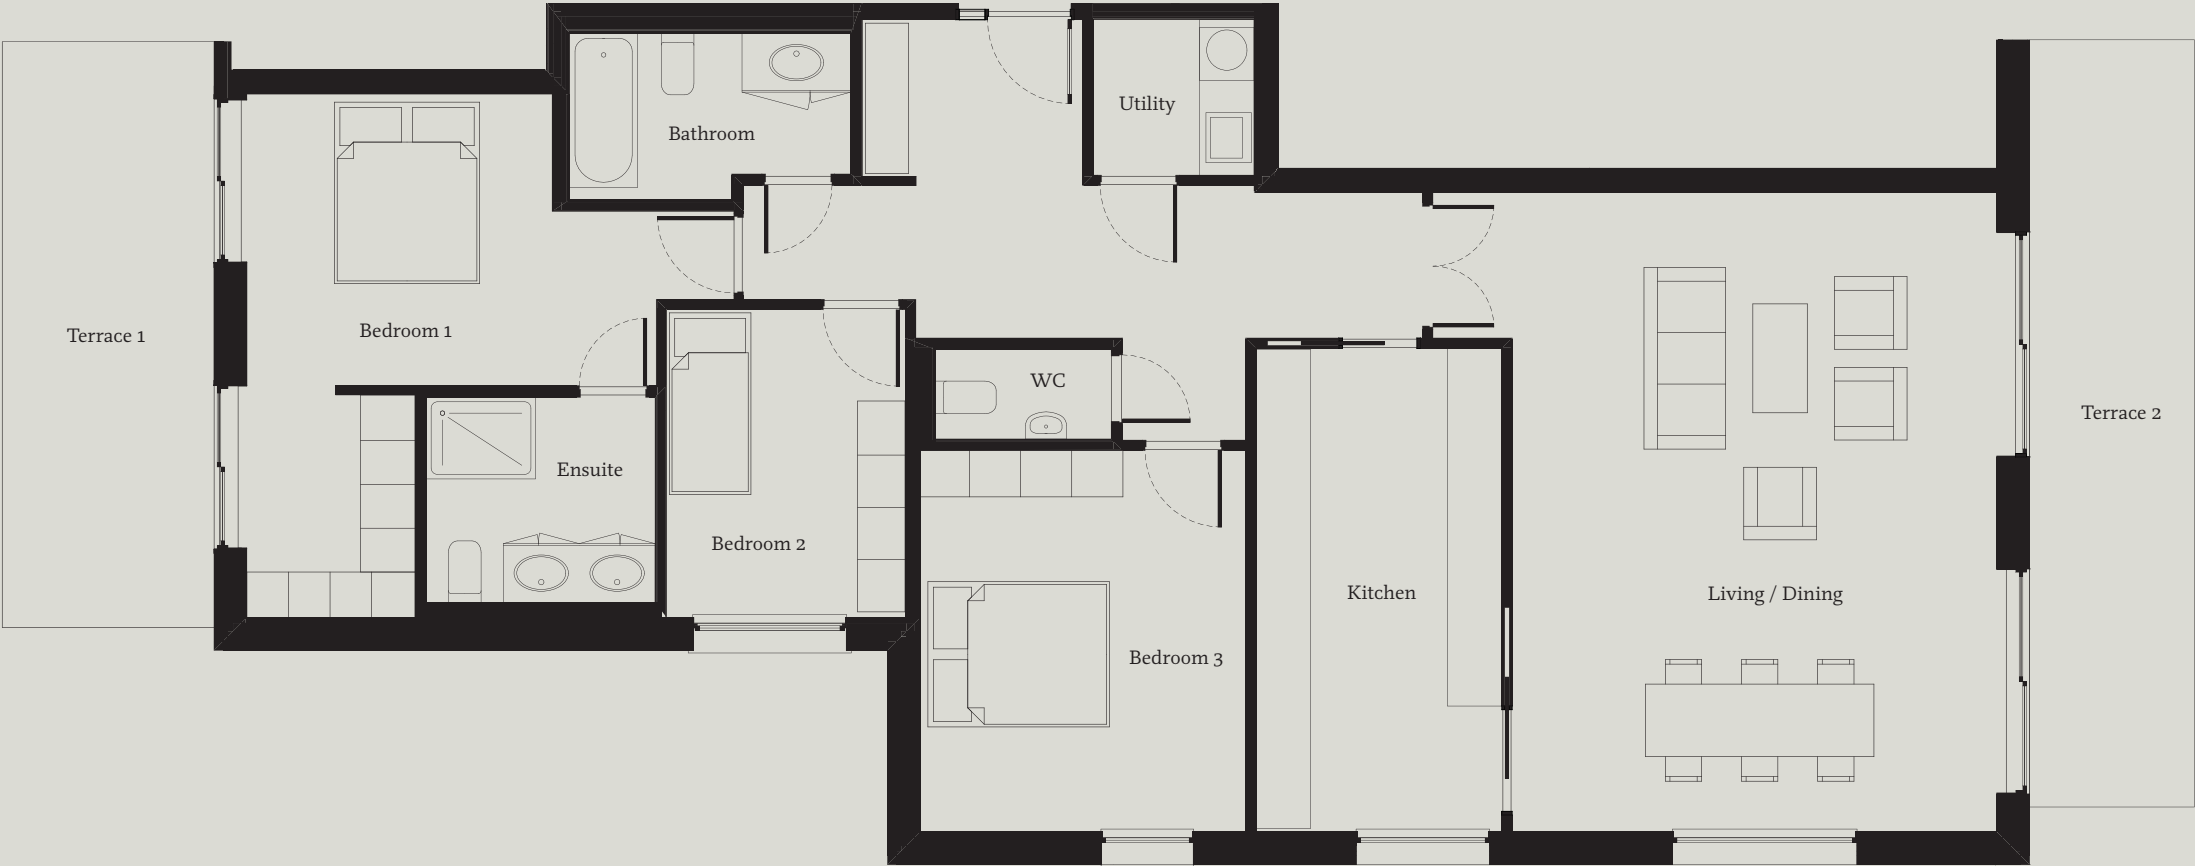 Utility
Bathroom
Terrace 1
Bedroom 1
WC
Terrace 2
Ensuite
Bedroom 2
Kitchen
Living / Dining
Bedroom 3